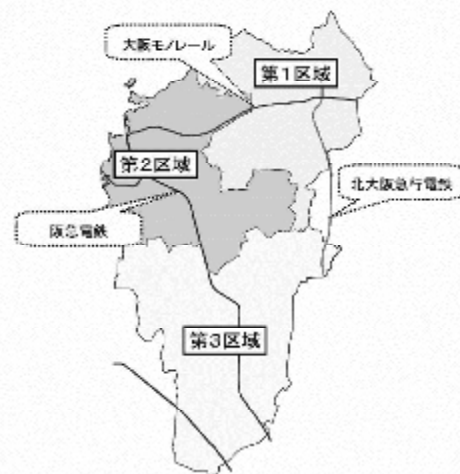 大阪モノレール
第1区域
第2区域
北大阪急行電鉄
阪急電鉄
第3区域